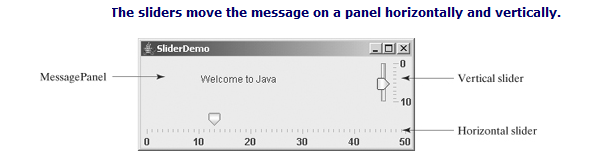 The sliders move the message on a panel horizontally and vertically.
SliderDemo
MessagePanel
Welcome to Java
0
Vertical slider
10
Horizontal slider
0 10 20 30 40 50